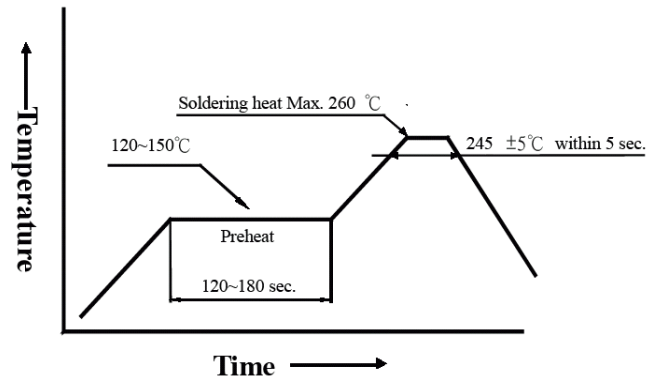 Temperature
Soldering heat Max. 260 ℃
120~150℃
245 ±5℃ within 5 sec.
Preheat
120~180 sec.
Time